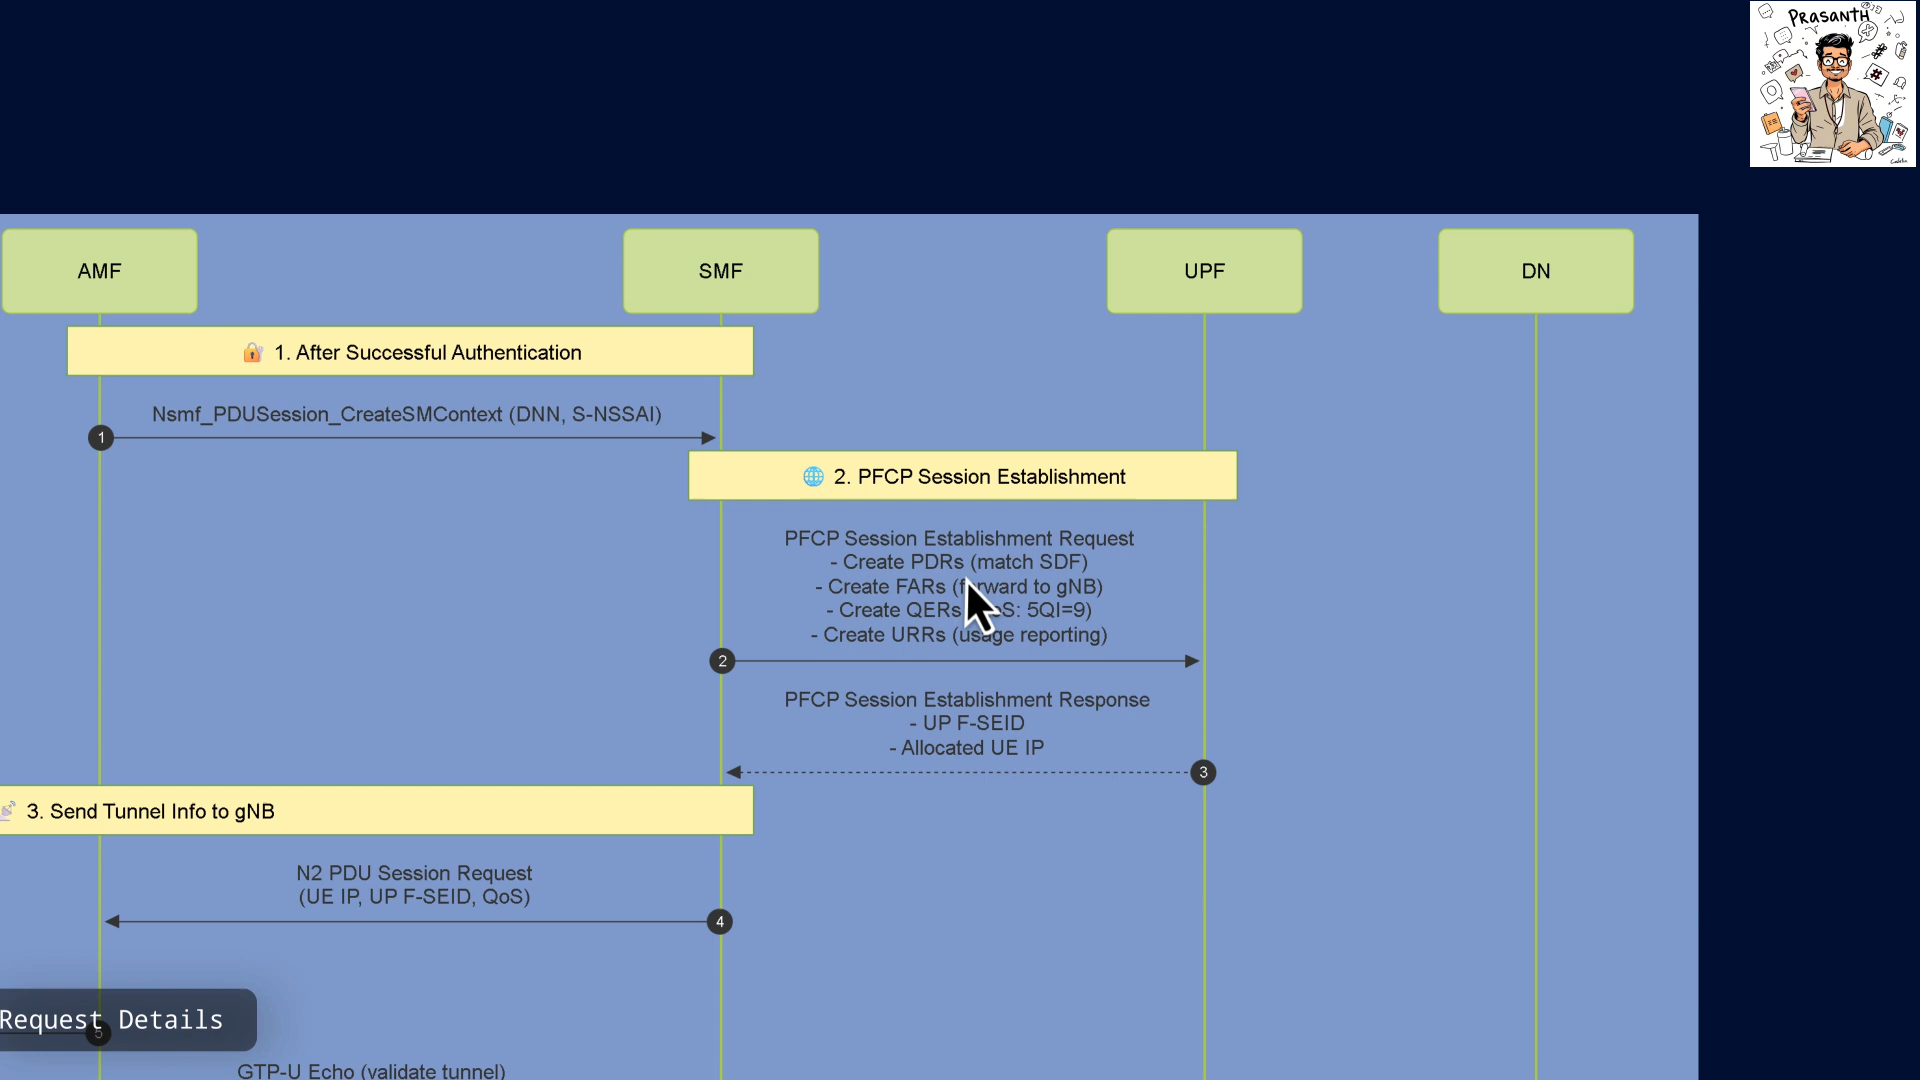 PRASANTH
AMF
SMF
UPF
DN
1. After Successful Authentication
Nsmf_PDUSession_CreateSMContext (DNN, S-NSSAI)
1
2. PFCP Session Establishment
PFCP Session Establishment Request
- Create PDRs (match SDF)
- Create FARs (forward to gNB)
- Create QERs S: 5QI=9)
- Create URRs (usage reporting)
2
PFCP Session Establishment Response
- UP F-SEID
- Allocated UE IP
3
3. Send Tunnel Info to gNB
N2 PDU Session Request
(UE IP, UP F-SEID, QoS)
4
Request Details
5
GTP-U Echo (validate tunnel)